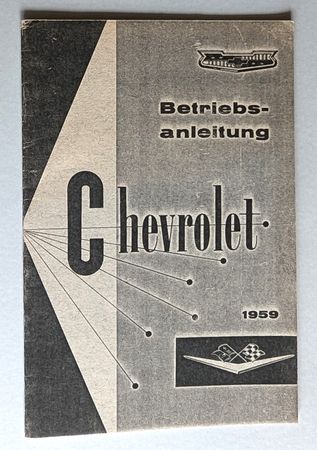 Betriebs-
anleitung
Chevrolet
1959